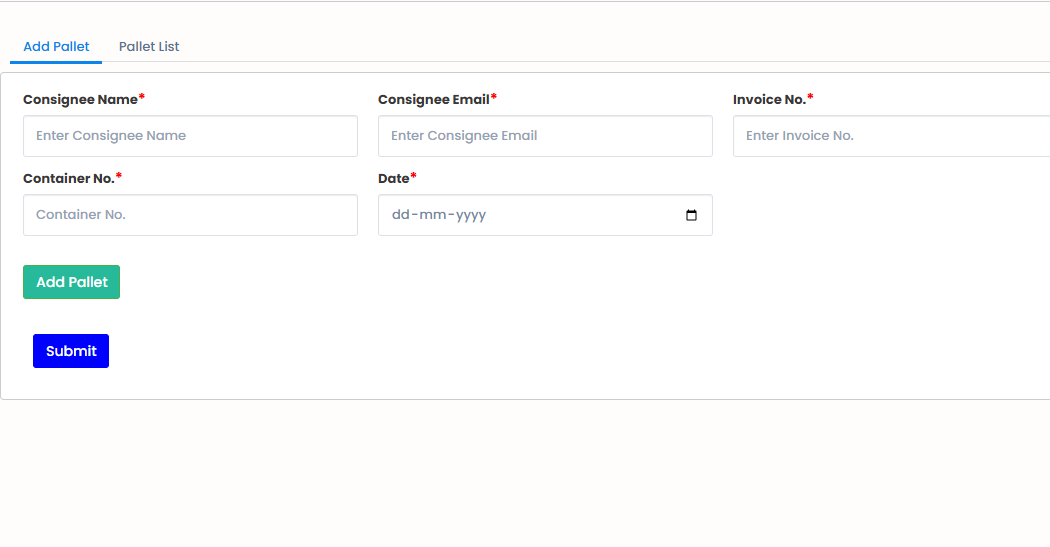 Add Pallet Pallet List
Consignee Name* Consignee Email* Invoice No.*
Enter Consignee Name Enter Consignee Email Enter Invoice No.
Container No.* Date*
Container No. dd-mm-yyyy
Add Pallet
Submit